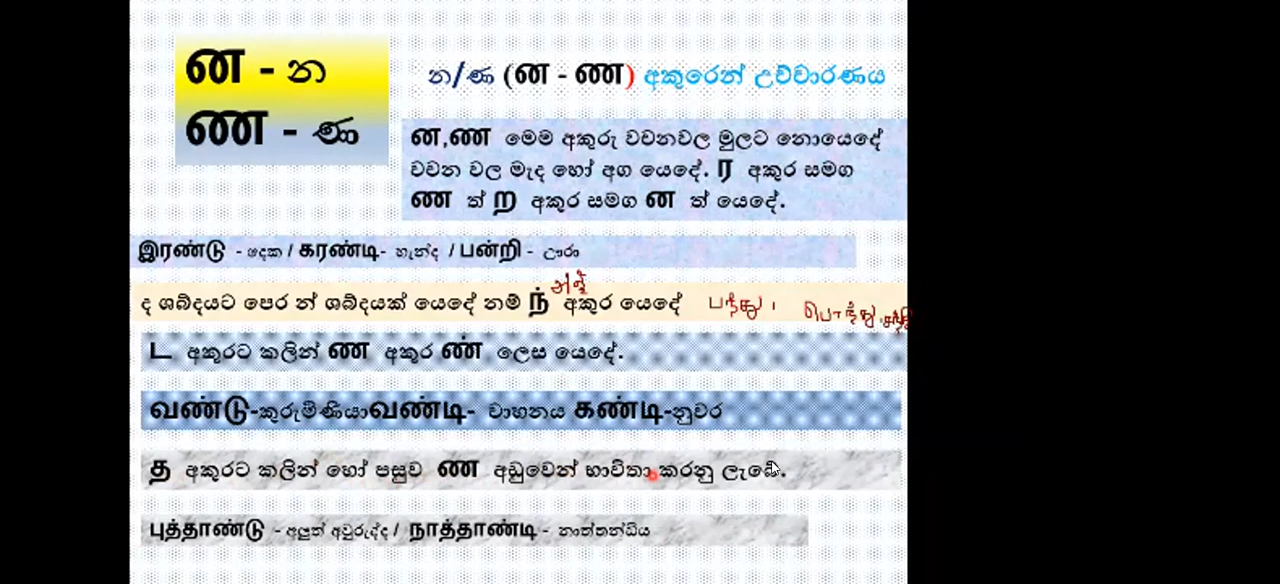 ன - න
ண - ණ
න/ණ (ன - ண) අකුරෙන් උච්චාරණය
ன,ண මෙම අකුරු වචනවල මුලට නොයෙදේ
වචන වල මැද හෝ අග යෙදේ. ர අකුර සමග
ண ත් ற අකුර සමග ன ත් යෙදේ.
இரண்டு - දෙක / கரண்டி- හැන්ද / பன்றி - ඌරා
ද ශබ්දයට පෙර න් ශබ්දයක් යෙදේ නම් ந் අකුර යෙදේ பந்து,
ட අකුරට කලින් ண අකුර ண் ලෙස යෙදේ.
வண்டு-කුරුමිණියාவண்டி- වාහනය கண்டி-නුවර
த අකුරට කලින් හෝ පසුව ண අඩුවෙන් භාවිතා කරනු ලැබේ.
புத்தாண்டு - අලුත් අවුරුද්ද / நாத்தாண்டி - නාත්තන්ඩිය